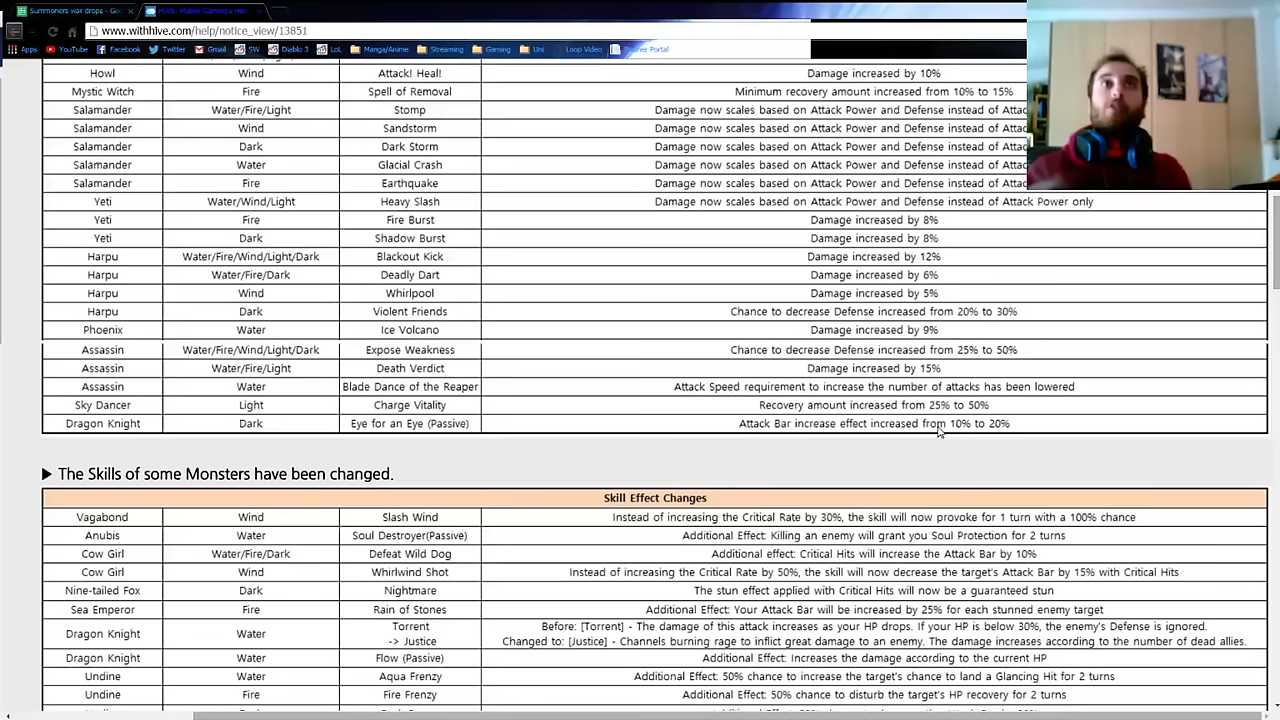 Summoners war drops - Goo
HIVE: Mobile Gaming's Her
www.withhive.com/help/notice_view/13851
Apps YouTube Facebook Twitter Gmail SW Diablo 3 LoL Manga/Anime Streaming Gaming Uni Loop Video Portal
Howl Wind Attack! Heal! Damage increased by 10%
Mystic Witch Fire Spell of Removal Minimum recovery amount increased from 10% to 15%
Salamander Water/Fire/Light Stomp Damage now scales based on Attack Power and Defense instead of Attac
Salamander Wind Sandstorm Damage now scales based on Attack Power and Defense instead of Attac
Salamander Dark Dark Storm Damage now scales based on Attack Power and Defense instead of Attac
Salamander Water Glacial Crash Damage now scales based on Attack Power and Defense instead of Attac
Salamander Fire Earthquake Damage now scales based on Attack Power and Defense instead of Attac
Yeti Water/Wind/Light Heavy Slash Damage now scales based on Attack Power and Defense instead of Attack Power only
Yeti Fire Fire Burst Damage increased by 8%
Yeti Dark Shadow Burst Damage increased by 8%
Harpu Water/Fire/Wind/Light/Dark Blackout Kick Damage increased by 12%
Harpu Water/Fire/Dark Deadly Dart Damage increased by 6%
Harpu Wind Whirlpool Damage increased by 5%
Harpu Dark Violent Friends Chance to decrease Defense increased from 20% to 30%
Phoenix Water Ice Volcano Damage increased by 9%
Assassin Water/Fire/Wind/Light/Dark Expose Weakness Chance to decrease Defense increased from 25% to 50%
Assassin Water/Fire/Light Death Verdict Damage increased by 15%
Assassin Water Blade Dance of the Reaper Attack Speed requirement to increase the number of attacks has been lowered
Sky Dancer Light Charge Vitality Recovery amount increased from 25% to 50%
Dragon Knight Dark Eye for an Eye (Passive) Attack Bar increase effect increased from 10% to 20%
▶ The Skills of some Monsters have been changed.
Skill Effect Changes
Vagabond Wind Slash Wind Instead of increasing the Critical Rate by 30%, the skill will now provoke for 1 turn with a 100% chance
Anubis Water Soul Destroyer(Passive) Additional Effect: Killing an enemy will grant you Soul Protection for 2 turns
Cow Girl Water/Fire/Dark Defeat Wild Dog Additional effect: Critical Hits will increase the Attack Bar by 10%
Cow Girl Wind Whirlwind Shot Instead of increasing the Critical Rate by 50%, the skill will now decrease the target's Attack Bar by 15% with Critical Hits
Nine-tailed Fox Dark Nightmare The stun effect applied with Critical Hits will now be a guaranteed stun
Sea Emperor Fire Rain of Stones Additional Effect: Your Attack Bar will be increased by 25% for each stunned enemy target
Dragon Knight Water Torrent Before: [Torrent] - The damage of this attack increases as your HP drops. If your HP is below 30%, the enemy's Defense is ignored.
-> Justice Changed to: [Justice] - Channels burning rage to inflict great damage to an enemy. The damage increases according to the number of dead allies.
Dragon Knight Water Flow (Passive) Additional Effect: Increases the damage according to the current HP
Undine Water Aqua Frenzy Additional Effect: 50% chance to increase the target's chance to land a Glancing Hit for 2 turns
Undine Fire Fire Frenzy Additional Effect: 50% chance to disturb the target's HP recovery for 2 turns